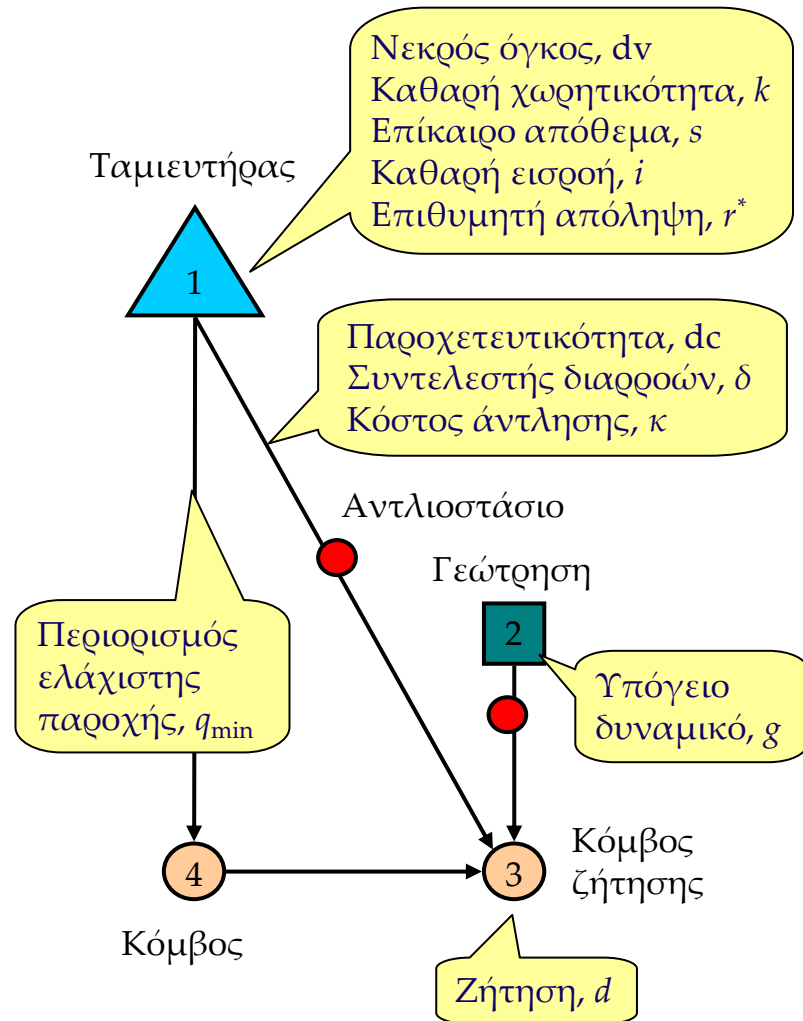 Νεκρός όγκος, dv
Καθαρή χωρητικότητα, k
Επίκαιρο απόθεμα, s
Καθαρή εισροή, i
Επιθυμητή απόληψη, r*
Ταμιευτήρας
1
Παροχετευτικότητα, dc
Συντελεστής διαρροών, δ
Κόστος άντλησης, κ
Αντλιοστάσιο
Γεώτρηση
2
Περιορισμός
ελάχιστης
παροχής, qmin
Υπόγειο
δυναμικό, g
4
3
Κόμβος
ζήτησης
Κόμβος
Ζήτηση, d